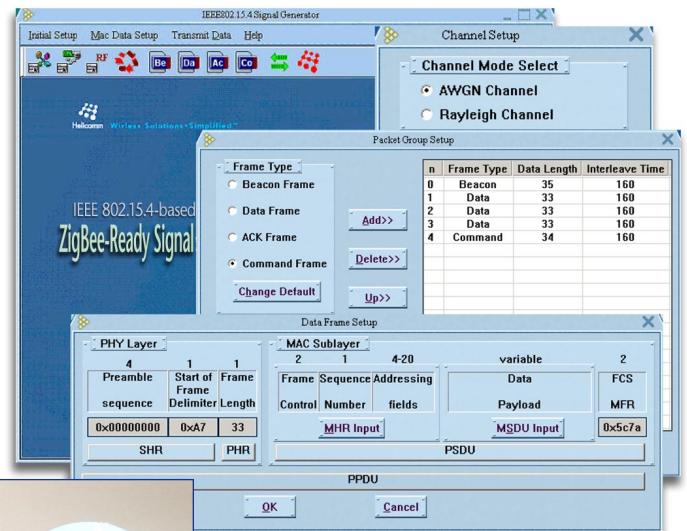 IEEE802.15.4 Signal Generator
Initial Setup Mac Data Setup Transmit Data Help
RF Be Da Ac Co
Helicomm Wireless Solutions·Simplified™
IEEE 802.15.4-based
ZigBee-Ready Signal
Channel Setup
Channel Mode Select
AWGN Channel
Rayleigh Channel
Packet Group Setup
Frame Type
Beacon Frame
Data Frame
ACK Frame
Command Frame
Change Default
Add>>
Delete>>
Up>>
n Frame Type Data Length Interleave Time
0 Beacon 35 160
1 Data 33 160
2 Data 33 160
3 Data 33 160
4 Command 34 160
Data Frame Setup
PHY Layer
4 1 1
Preamble Start of Frame
Frame
sequence Delimiter Length
0x00000000 0xA7 33
SHR PHR
MAC Sublayer
2 1 4-20 variable 2
Frame Sequence Addressing Data FCS
Control Number fields Payload MFR
MHR Input MSDU Input 0x5c7a
PSDU
PPDU
OK Cancel